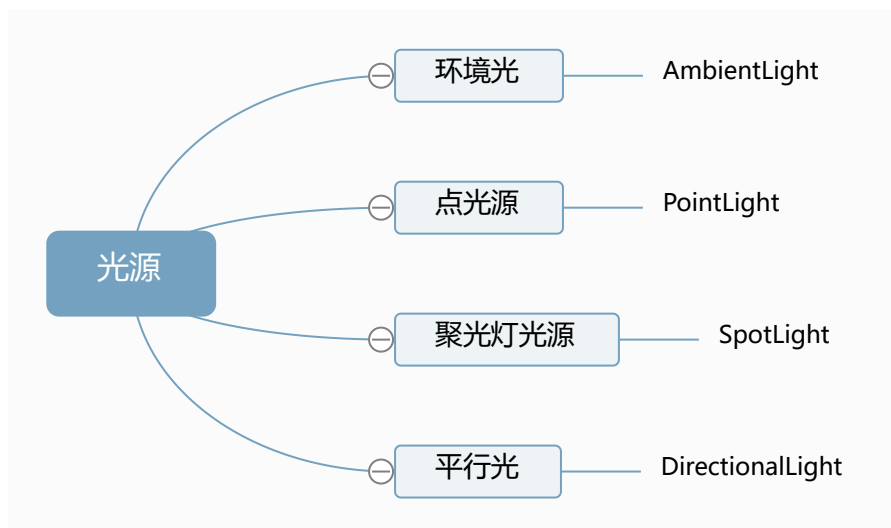 光源
环境光
AmbientLight
点光源
PointLight
聚光灯光源
SpotLight
平行光
DirectionalLight